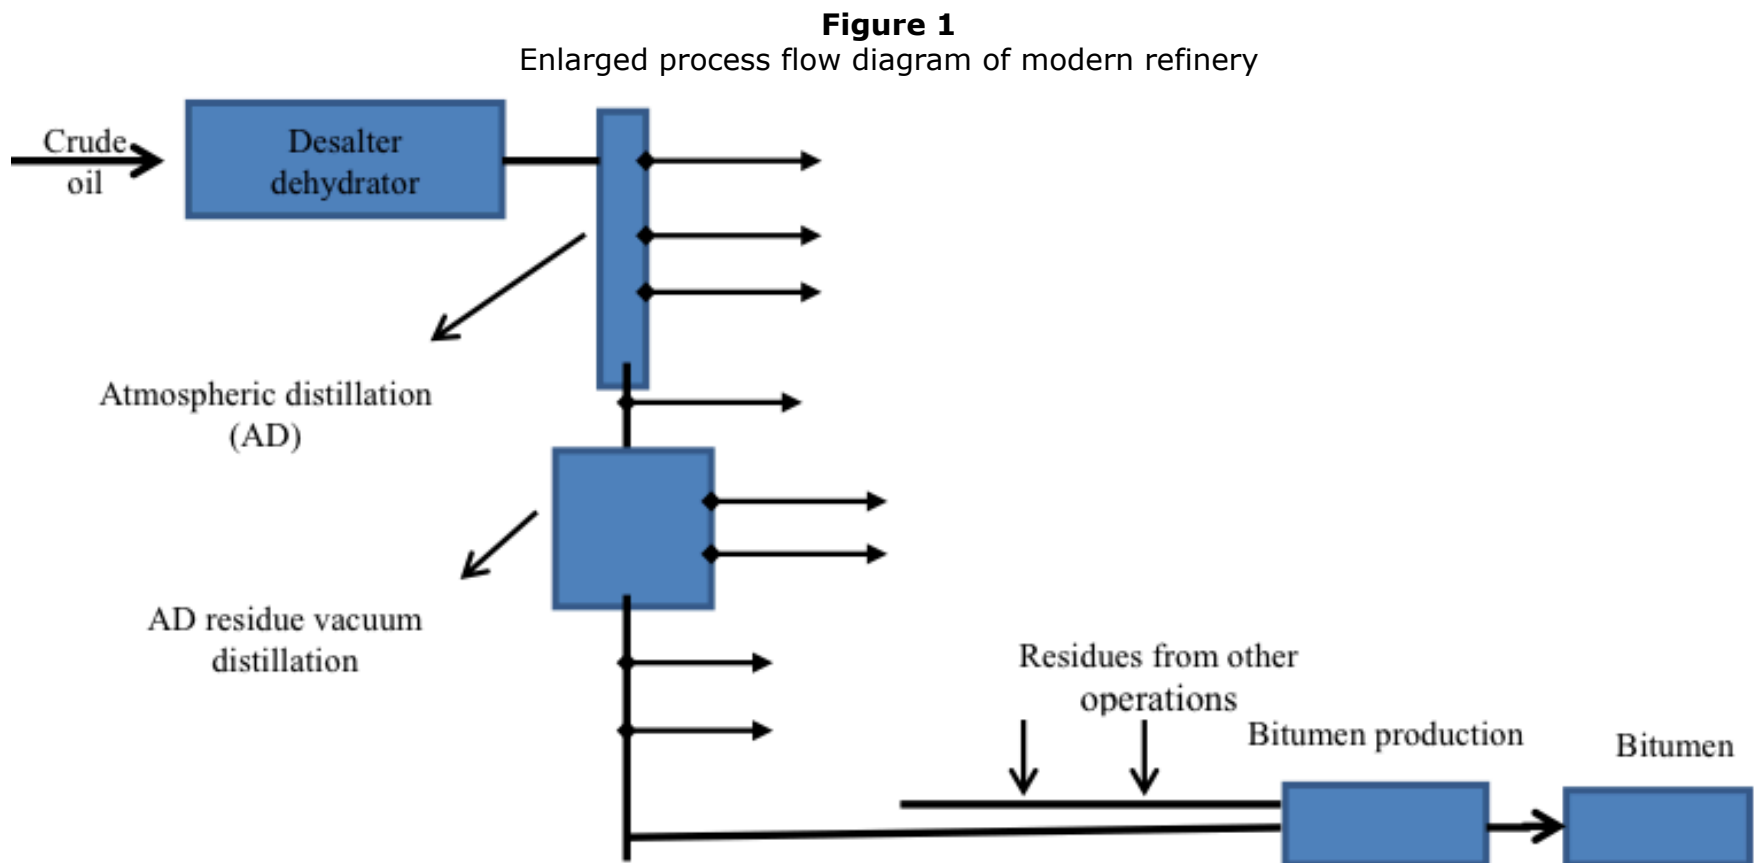 Figure 1
Enlarged process flow diagram of modern refinery
Crude
oil
Desalter
dehydrator
Atmospheric distillation
(AD)
AD residue vacuum
distillation
Residues from other
operations
Bitumen production
Bitumen